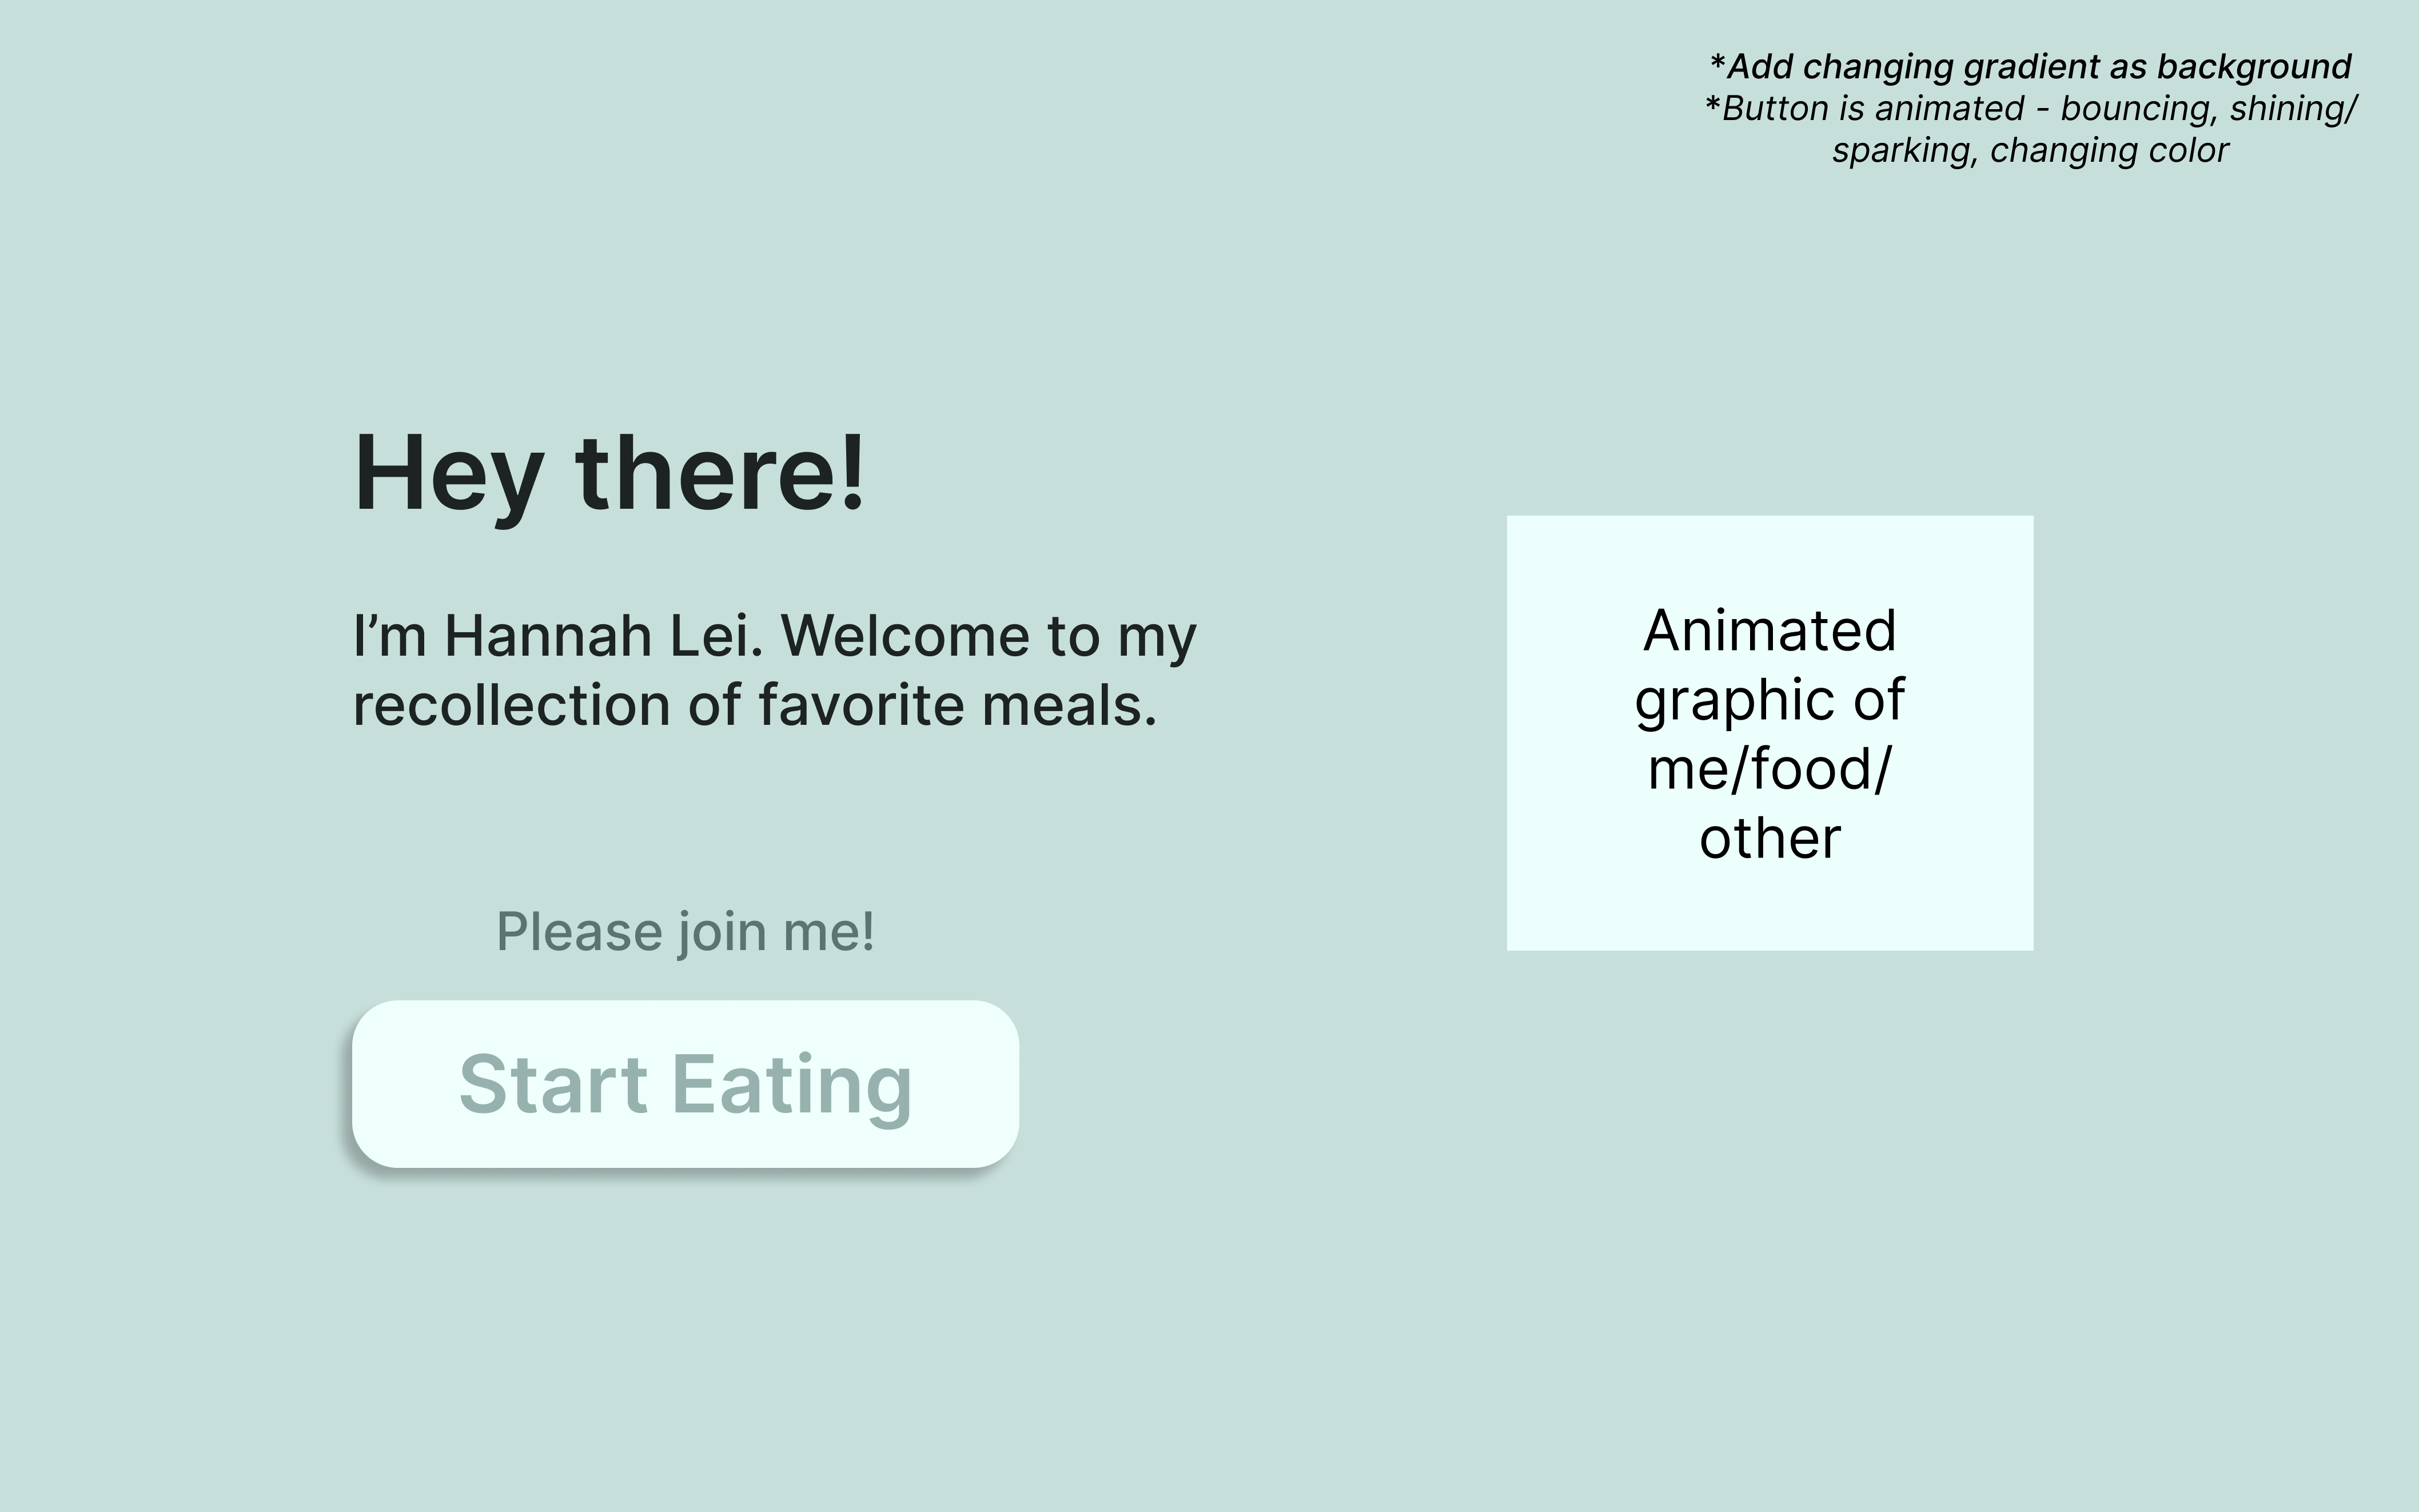 *Add changing gradient as background
*Button is animated - bouncing, shining/
sparking, changing color
Hey there!
I’m Hannah Lei. Welcome to my
recollection of favorite meals.
Animated
graphic of
me/food/
other
Please join me!
Start Eating